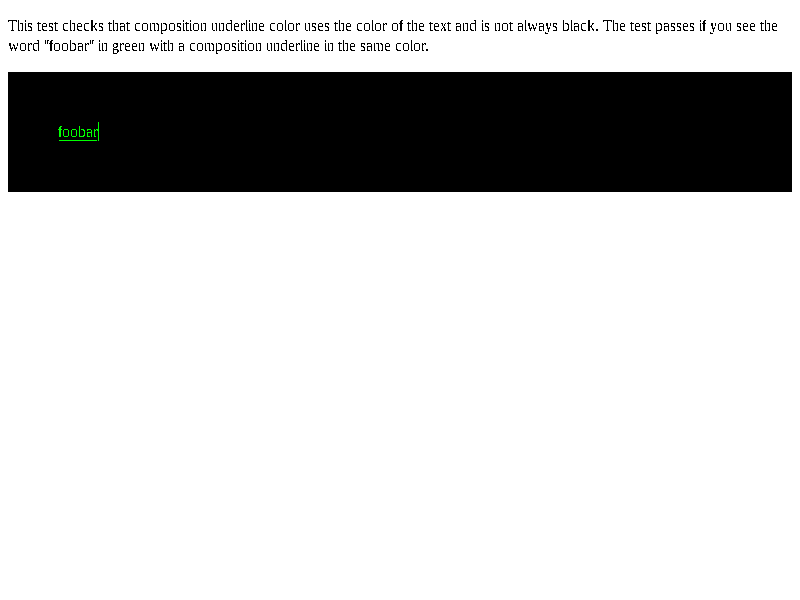 This test checks that composition underline color uses the color of the text and is not always black. The test passes if you see the
word "foobar" in green with a composition underline in the same color.
foobar